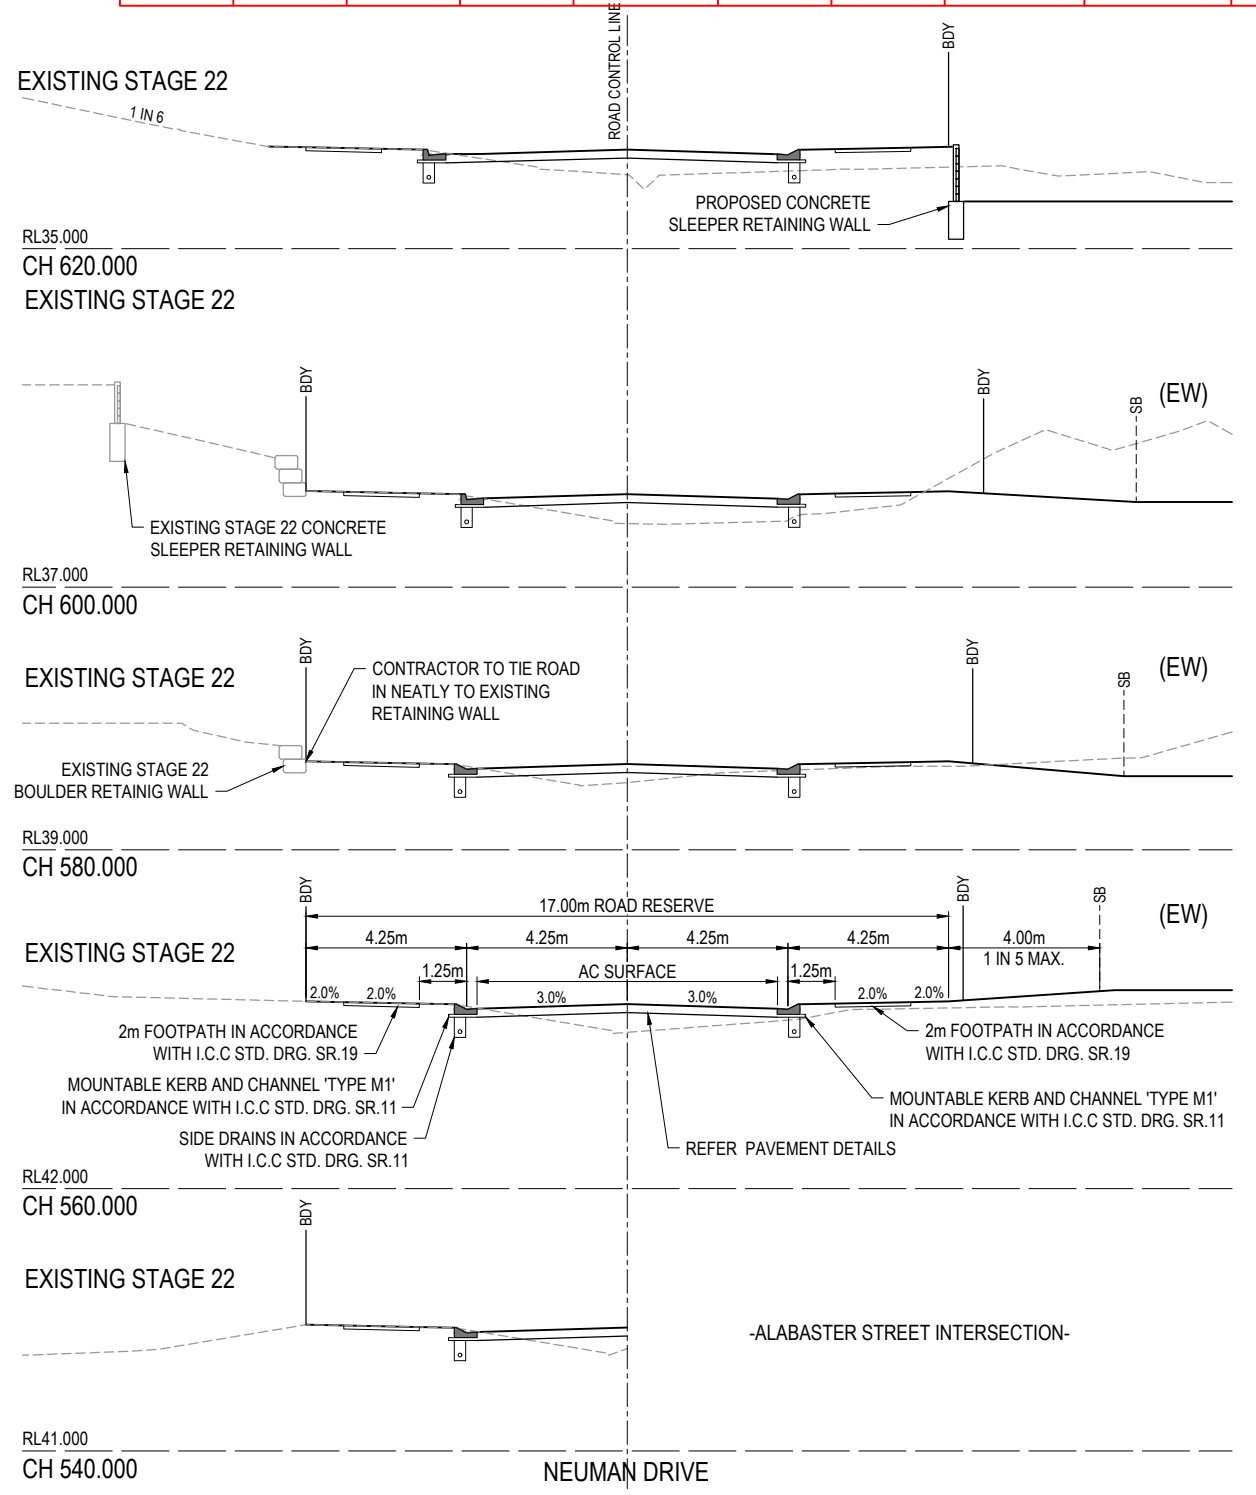 ROAD CONTROL LINE
BDY
EXISTING STAGE 22
1 IN 6
PROPOSED CONCRETE
SLEEPER RETAINING WALL
RL35.000
CH 620.000
EXISTING STAGE 22
BDY
BDY
SB
(EW)
EXISTING STAGE 22 CONCRETE
SLEEPER RETAINING WALL
RL37.000
CH 600.000
BDY
BDY
SB
(EW)
EXISTING STAGE 22
CONTRACTOR TO TIE ROAD
IN NEATLY TO EXISTING
RETAINING WALL
EXISTING STAGE 22
BOULDER RETAINIG WALL
RL39.000
CH 580.000
BDY
BDY
SB
17.00m ROAD RESERVE
(EW)
4.25m
4.25m
4.25m
4.25m
4.00m
1 IN 5 MAX.
EXISTING STAGE 22
1.25m
AC SURFACE
1.25m
2.0%
2.0%
3.0%
3.0%
2.0%
2.0%
2m FOOTPATH IN ACCORDANCE
WITH I.C.C STD. DRG. SR.19
2m FOOTPATH IN ACCORDANCE
WITH I.C.C STD. DRG. SR.19
MOUNTABLE KERB AND CHANNEL 'TYPE M1'
IN ACCORDANCE WITH I.C.C STD. DRG. SR.11
MOUNTABLE KERB AND CHANNEL 'TYPE M1'
IN ACCORDANCE WITH I.C.C STD. DRG. SR.11
SIDE DRAINS IN ACCORDANCE
WITH I.C.C STD. DRG. SR.11
REFER PAVEMENT DETAILS
RL42.000
CH 560.000
BDY
EXISTING STAGE 22
-ALABASTER STREET INTERSECTION-
RL41.000
CH 540.000
NEUMAN DRIVE